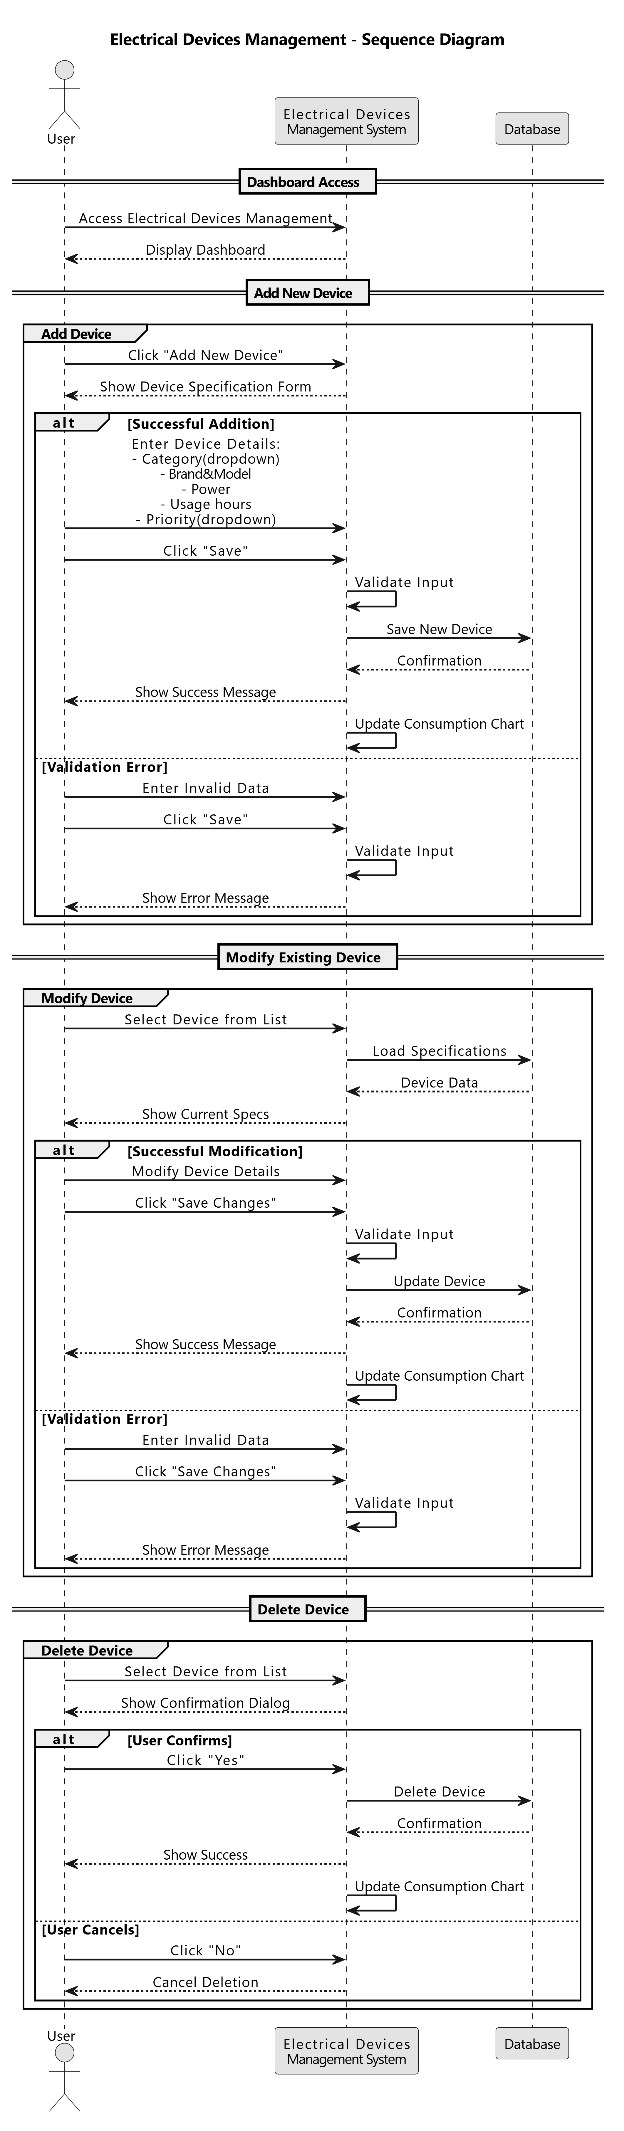 Electrical Devices Management - Sequence Diagram
User
Electrical Devices
Management System
Database
Dashboard Access
Access Electrical Devices Management
Display Dashboard
Add New Device
Add Device
Click "Add New Device"
Show Device Specification Form
alt
[Successful Addition]
Enter Device Details:
- Category(dropdown)
- Brand&Model
- Power
- Usage hours
- Priority(dropdown)
Click "Save"
Validate Input
Save New Device
Confirmation
Show Success Message
Update Consumption Chart
[Validation Error]
Enter Invalid Data
Click "Save"
Validate Input
Show Error Message
Modify Existing Device
Modify Device
Select Device from List
Load Specifications
Device Data
Show Current Specs
alt
[Successful Modification]
Modify Device Details
Click "Save Changes"
Validate Input
Update Device
Confirmation
Show Success Message
Update Consumption Chart
[Validation Error]
Enter Invalid Data
Click "Save Changes"
Validate Input
Show Error Message
Delete Device
Delete Device
Select Device from List
Show Confirmation Dialog
alt
[User Confirms]
Click "Yes"
Delete Device
Confirmation
Show Success
Update Consumption Chart
[User Cancels]
Click "No"
Cancel Deletion
User
Electrical Devices
Management System
Database